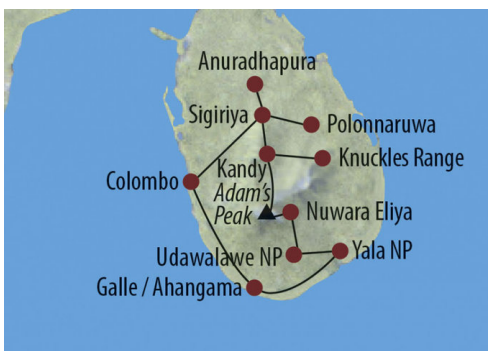 Anuradhapura
Sigiriya
Polonnaruwa
Kandy
Knuckles Range
Colombo
Adam's
Peak
Nuwara Eliya
Udawalawe NP
Yala NP
Galle / Ahangama